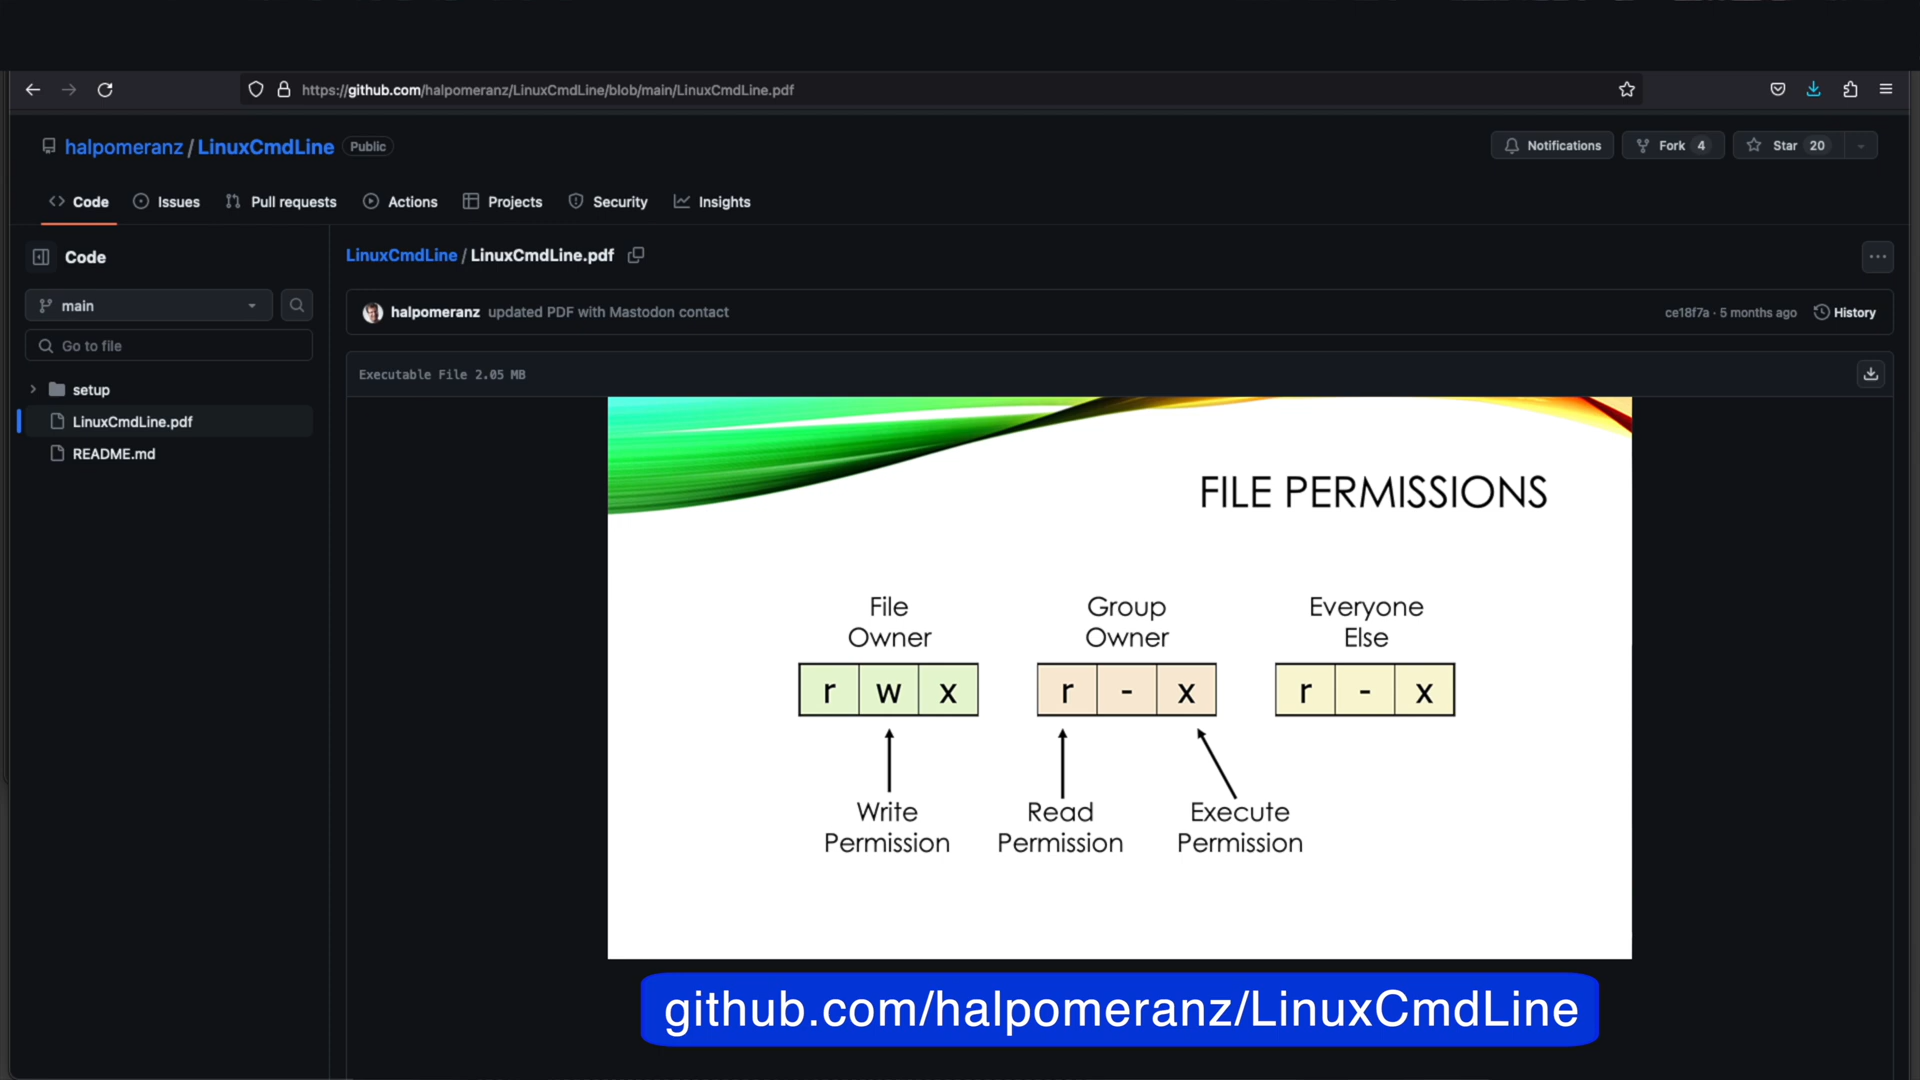 https://github.com/halpomeranz/LinuxCmdLine/blob/main/LinuxCmdLine.pdf
halpomeranz / LinuxCmdLine Public
Notifications Fork 4 Star 20
Code Issues Pull requests Actions Projects Security Insights
Code
main
Go to file
setup
LinuxCmdLine.pdf
README.md
LinuxCmdLine / LinuxCmdLine.pdf
halpomeranz updated PDF with Mastodon contact
ce18f7a · 5 months ago History
Executable File 2.05 MB
FILE PERMISSIONS
File
Owner
Group
Owner
Everyone
Else
r w x
r - x
r - x
Write
Permission
Read
Permission
Execute
Permission
github.com/halpomeranz/LinuxCmdLine